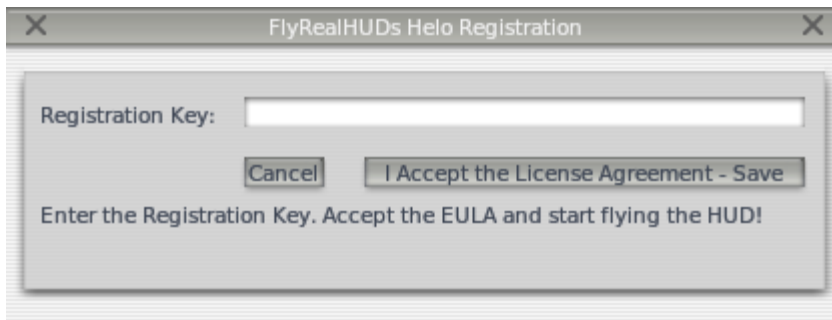 FlyRealHUDs Helo Registration
Registration Key:
Cancel I Accept the License Agreement - Save
Enter the Registration Key. Accept the EULA and start flying the HUD!